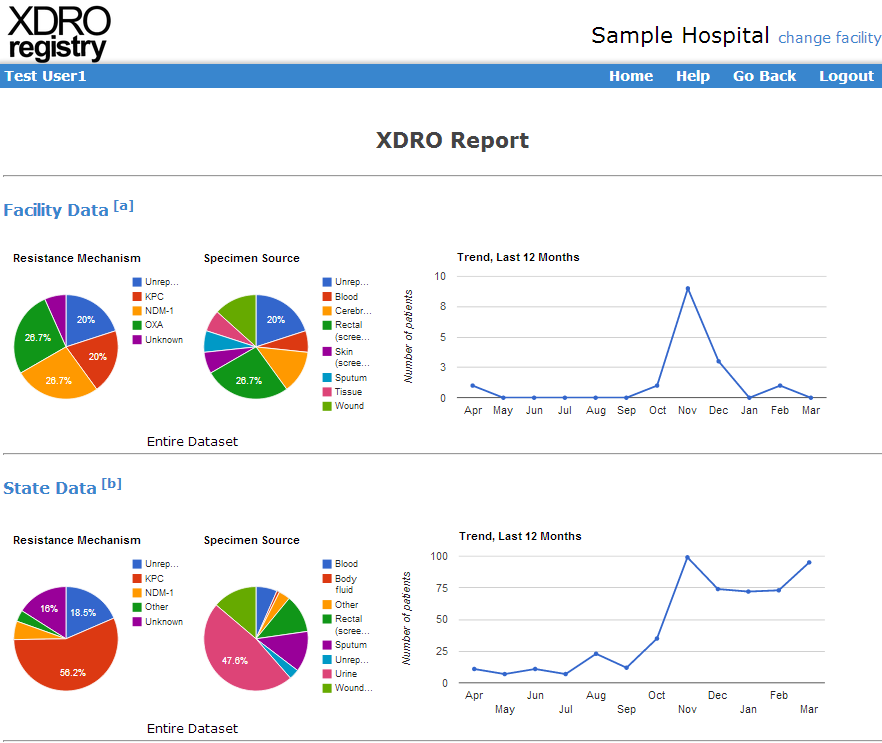 XDRO
registry
Sample Hospital change facility
Test User1
Home Help Go Back Logout
XDRO Report
Facility Data [a]
Resistance Mechanism
20%
20%
26.7%
26.7%
Unrep...
KPC
NDM-1
OXA
Unknown
Specimen Source
20%
26.7%
Unrep...
Blood
Cerebr...
Rectal
(scree...
Skin
(scree...
Sputum
Tissue
Wound
Entire Dataset
Trend, Last 12 Months
Number of patients
10
8
5
3
0
Apr May Jun Jul Aug Sep Oct Nov Dec Jan Feb Mar
State Data [b]
Resistance Mechanism
16%
18.5%
56.2%
Unrep...
KPC
NDM-1
Other
Unknown
Specimen Source
47.6%
Blood
Body
fluid
Other
Rectal
(scree...
Sputum
Unrep...
Urine
Wound...
Entire Dataset
Trend, Last 12 Months
Number of patients
100
75
50
25
0
Apr Jun Aug Oct Dec Feb
May Jul Sep Nov Jan Mar